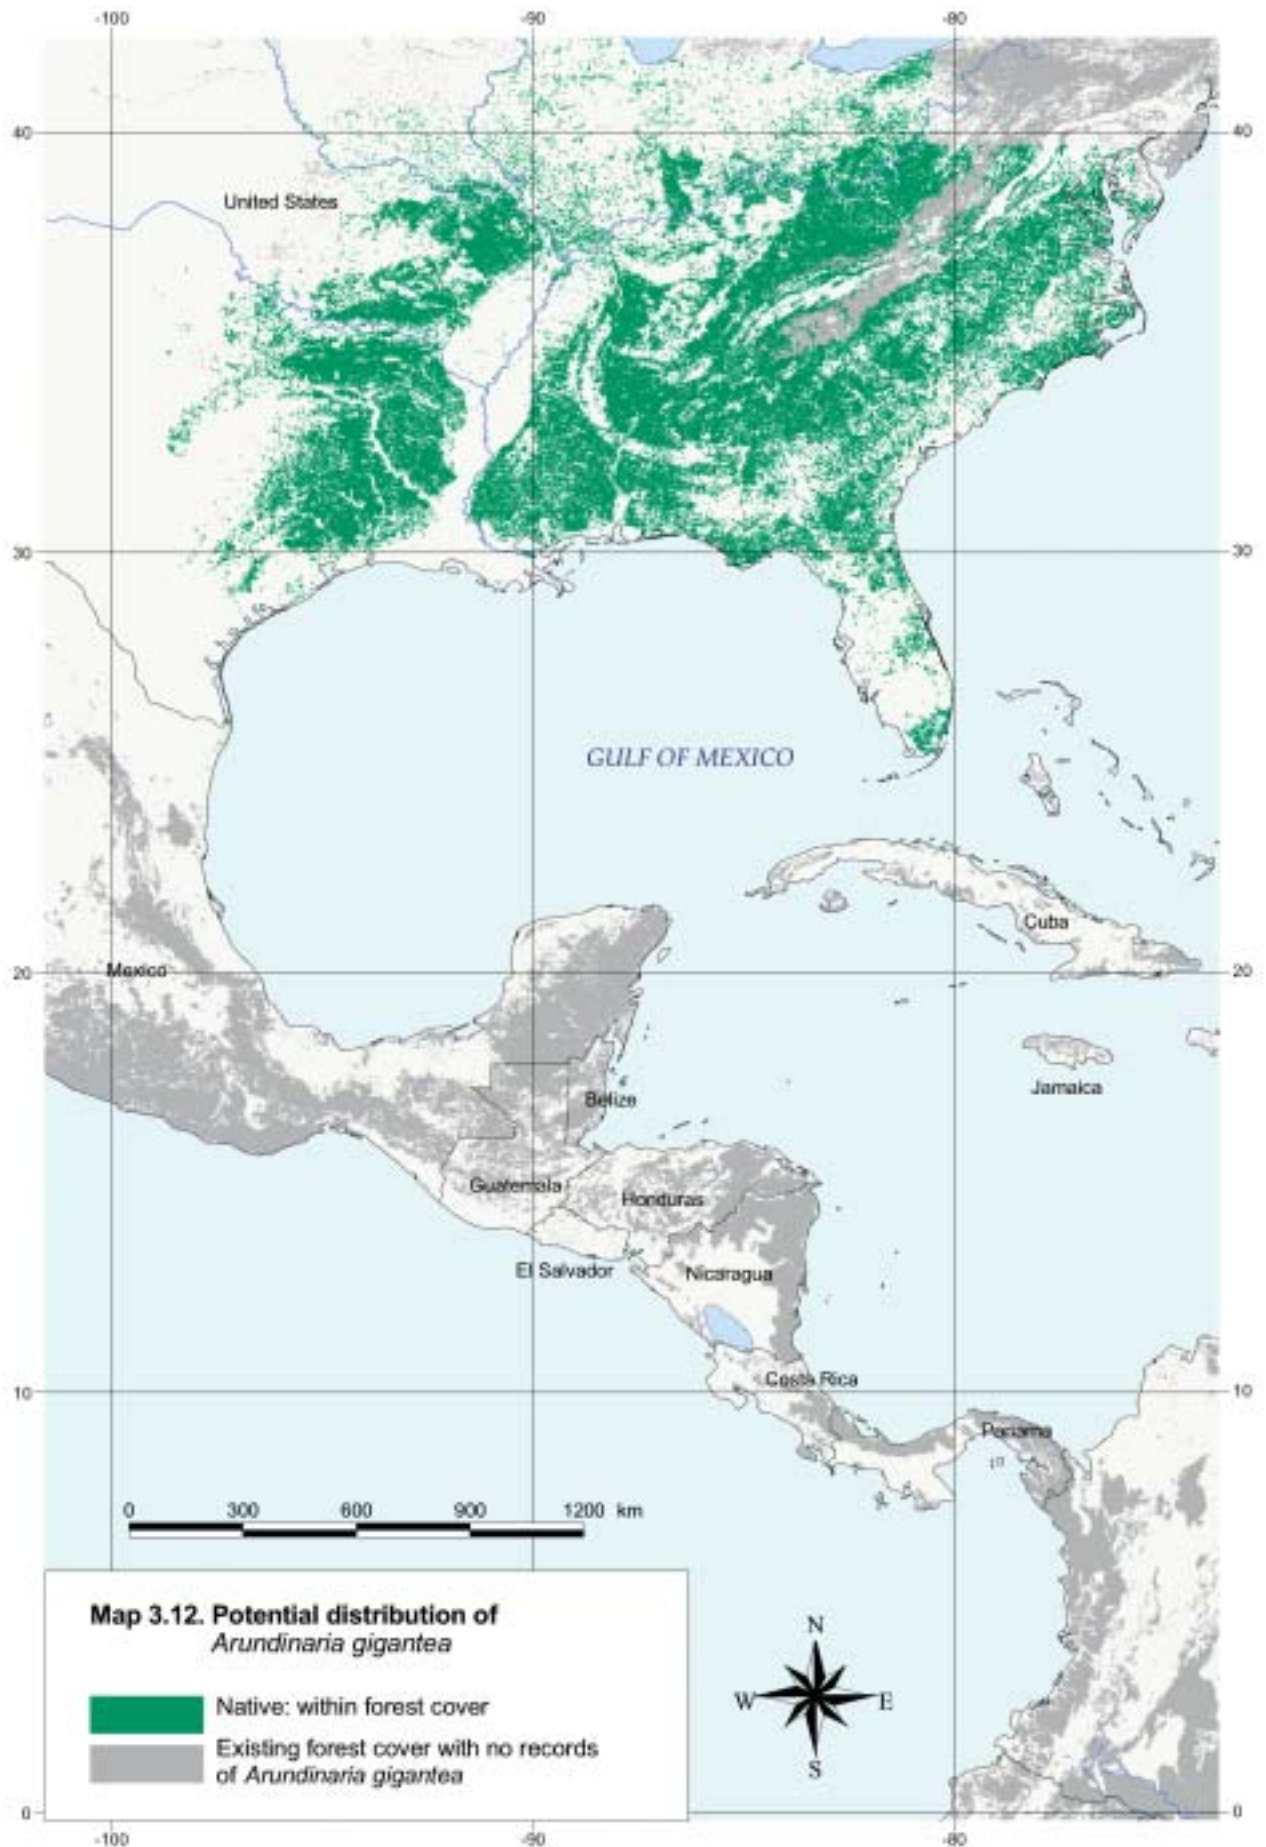 -100 -90 -80
40 40
United States
30 30
GULF OF MEXICO
Cuba
20 Mexico 20
Jamaica
Belize
Guatemala
Honduras
El Salvador
Nicaragua
Costa Rica
10 10
Panama
0 300 600 900 1200 km
Map 3.12. Potential distribution of
Arundinaria gigantea
N
Native: within forest cover
W E
Existing forest cover with no records
of Arundinaria gigantea
S
0 0
-100 -90 -80